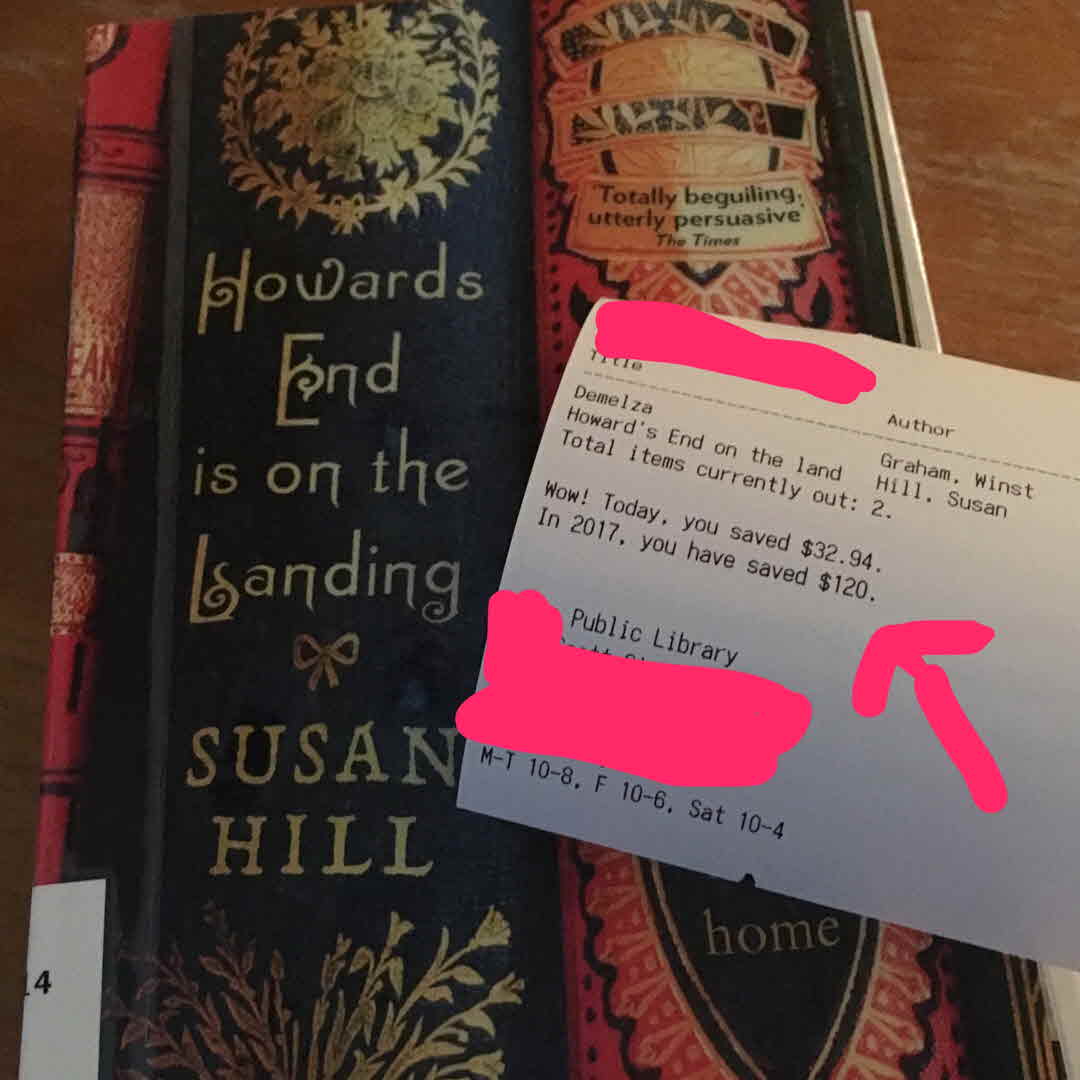 Howards
End
is on the
Landing
SUSAN
HILL
'Totally beguiling,
utterly persuasive'
The Times
Title Author
Demelza Graham, Winst
Howard's End on the land Hill, Susan
Total items currently out: 2.
Wow! Today, you saved $32.94.
In 2017, you have saved $120.
Public Library
M-T 10-8, F 10-6, Sat 10-4
home
4